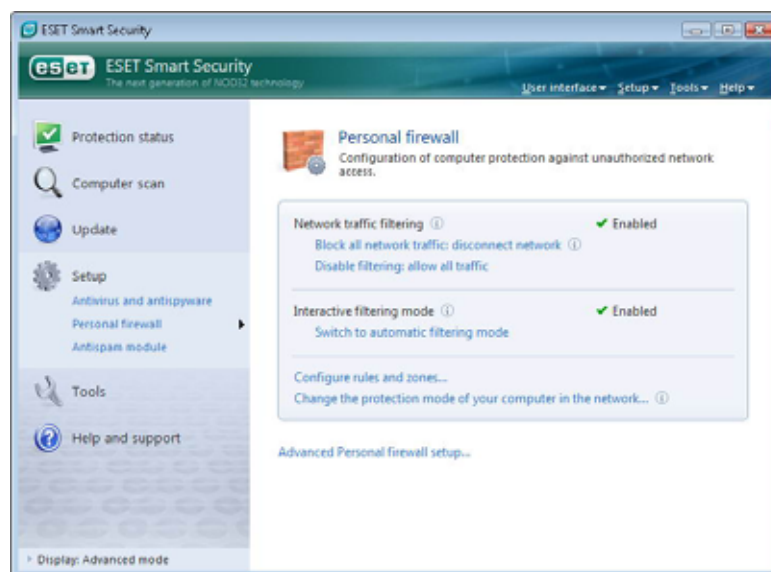 ESET Smart Security
eset ESET Smart Security
The next generation of NOD32 technology
User interface Setup Tools Help
Protection status
Computer scan
Update
Setup
Antivirus and antispyware
Personal firewall
Antispam module
Tools
Help and support
Display: Advanced mode
Personal firewall
Configuration of computer protection against unauthorized network
access.
Network traffic filtering Enabled
Block all network traffic: disconnect network
Disable filtering: allow all traffic
Interactive filtering mode Enabled
Switch to automatic filtering mode
Configure rules and zones...
Change the protection mode of your computer in the network...
Advanced Personal firewall setup...